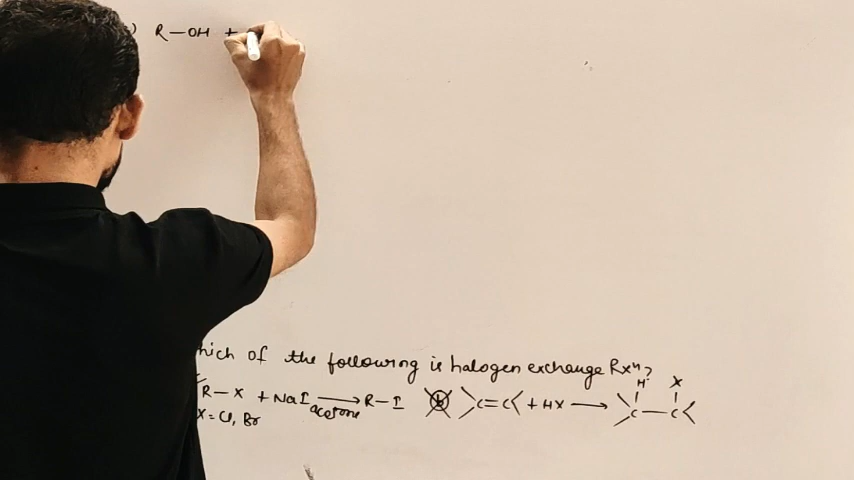 ) R—OH +
hich of the following is halogen exchange Rxⁿ?
R—X + NaI ⟶ R—I (b) >C=C< + HX ⟶ H X
acetone C—C
X = Cl, Br